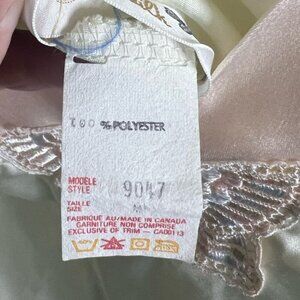 100 % POLYESTER
MODELE
STYLE 9047
TAILLE
SIZE M
FABRIQUE AU/MADE IN CANADA
GARNITURE NON COMPRISE
EXCLUSIVE OF TRIM – CA00113